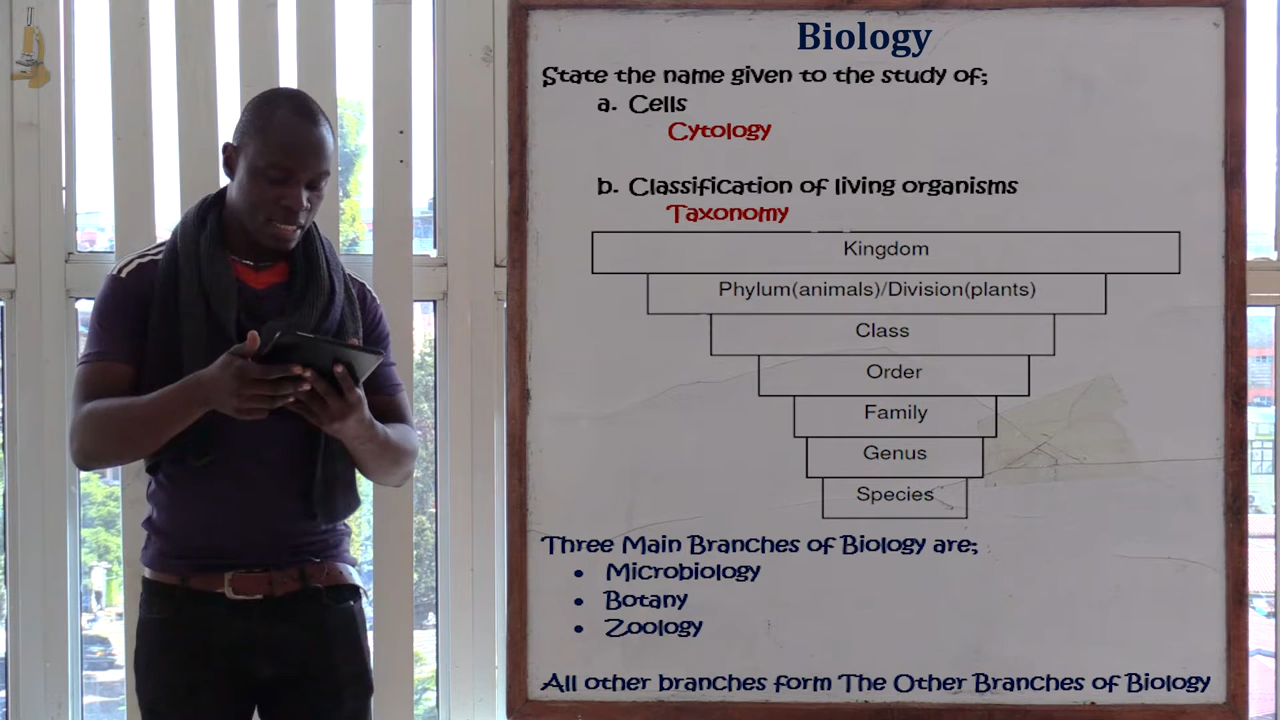 Biology
State the name given to the study of;
a. Cells
Cytology
b. Classification of living organisms
Taxonomy
Kingdom
Phylum(animals)/Division(plants)
Class
Order
Family
Genus
Species
Three Main Branches of Biology are;
• Microbiology
• Botany
• Zoology
All other branches form The Other Branches of Biology